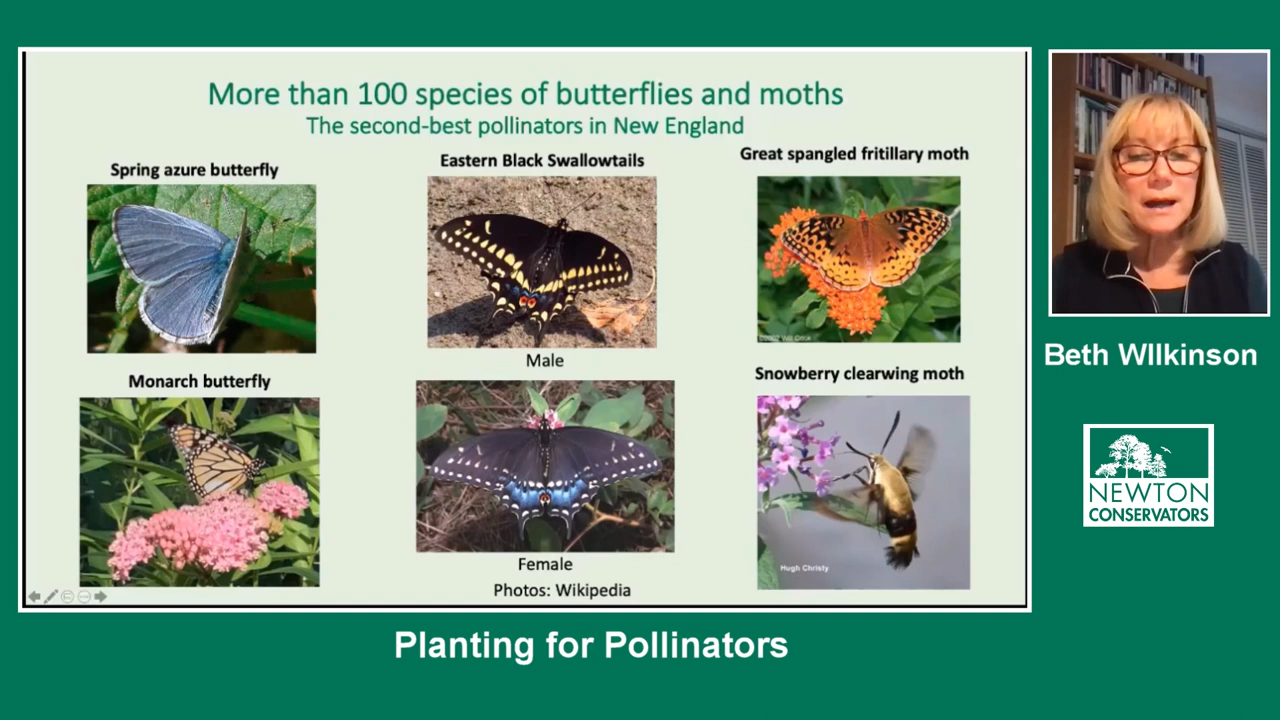 More than 100 species of butterflies and moths
The second-best pollinators in New England
Spring azure butterfly
Eastern Black Swallowtails
Great spangled fritillary moth
Male
Monarch butterfly
Snowberry clearwing moth
Hugh Christy
Female
Photos: Wikipedia
Beth WIlkinson
NEWTON
CONSERVATORS
Planting for Pollinators